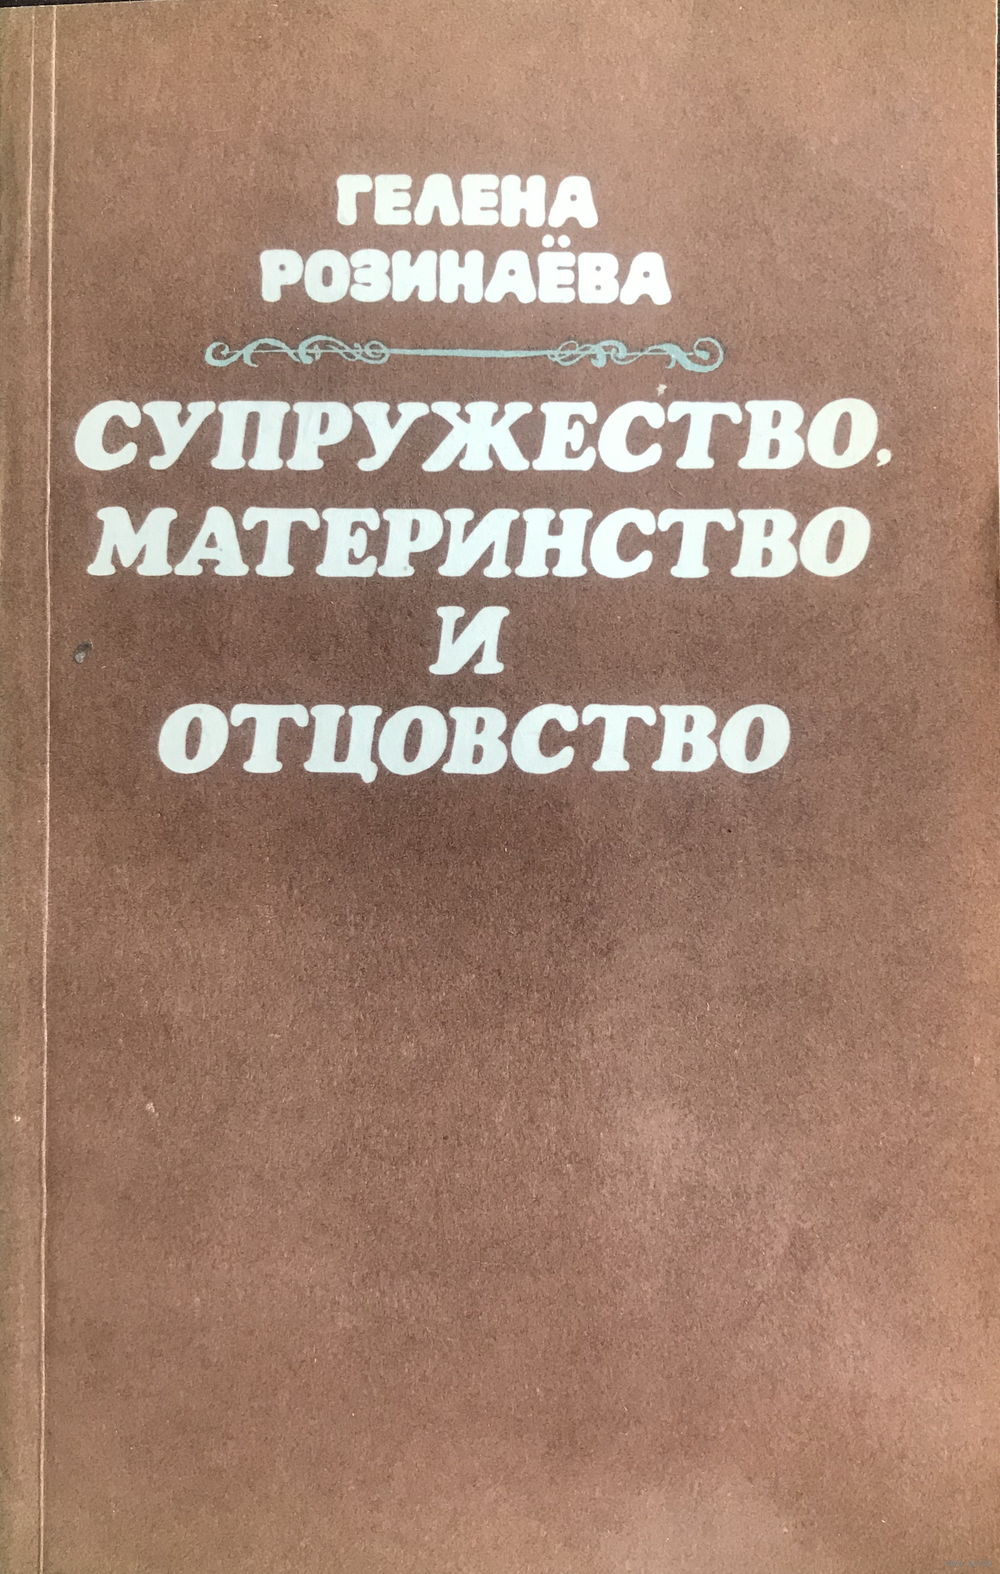 ГЕЛЕНА
РОЗИНАЁВА
СУПРУЖЕСТВО,
МАТЕРИНСТВО
И
ОТЦОВСТВО